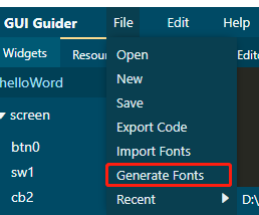 GUI Guider File Edit Help
Widgets Resou Open Edite
helloWord New
Save
screen Export Code
btn0 Import Fonts
sw1 Generate Fonts
cb2 Recent D:\